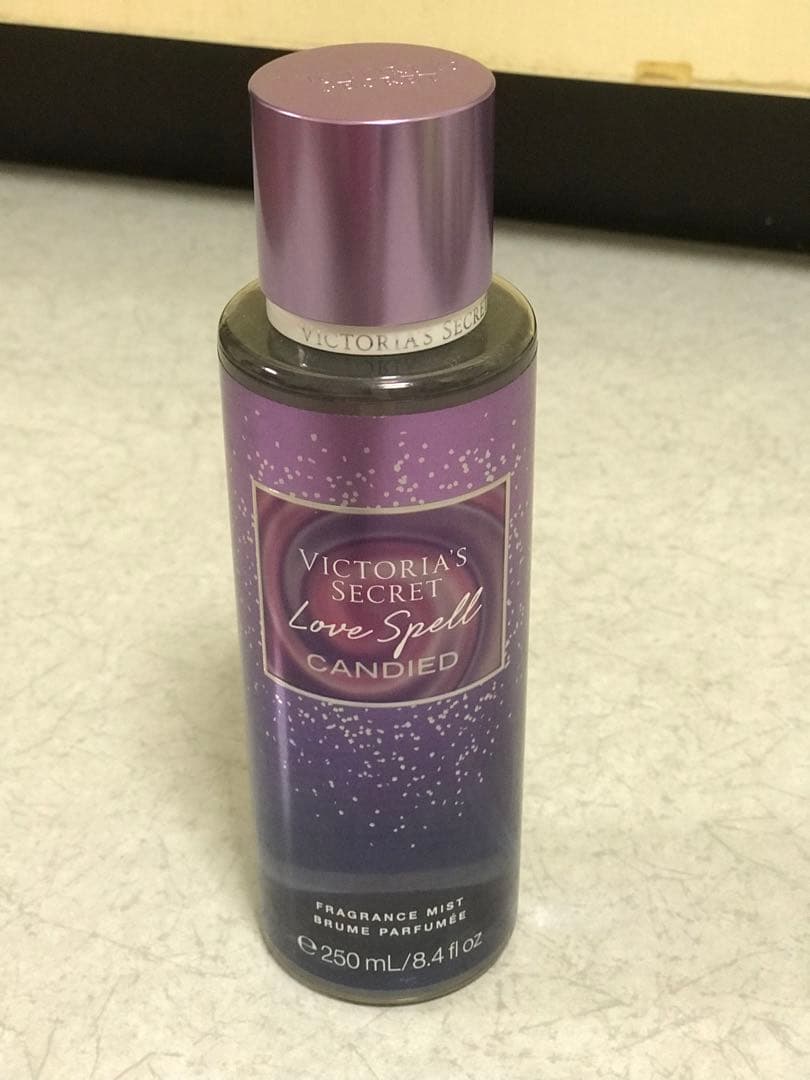 VICTORIA'S SECRET
VICTORIA'S
SECRET
Love Spell
CANDIED
FRAGRANCE MIST
BRUME PARFUMÉE
℮ 250 mL/8.4 fl oz